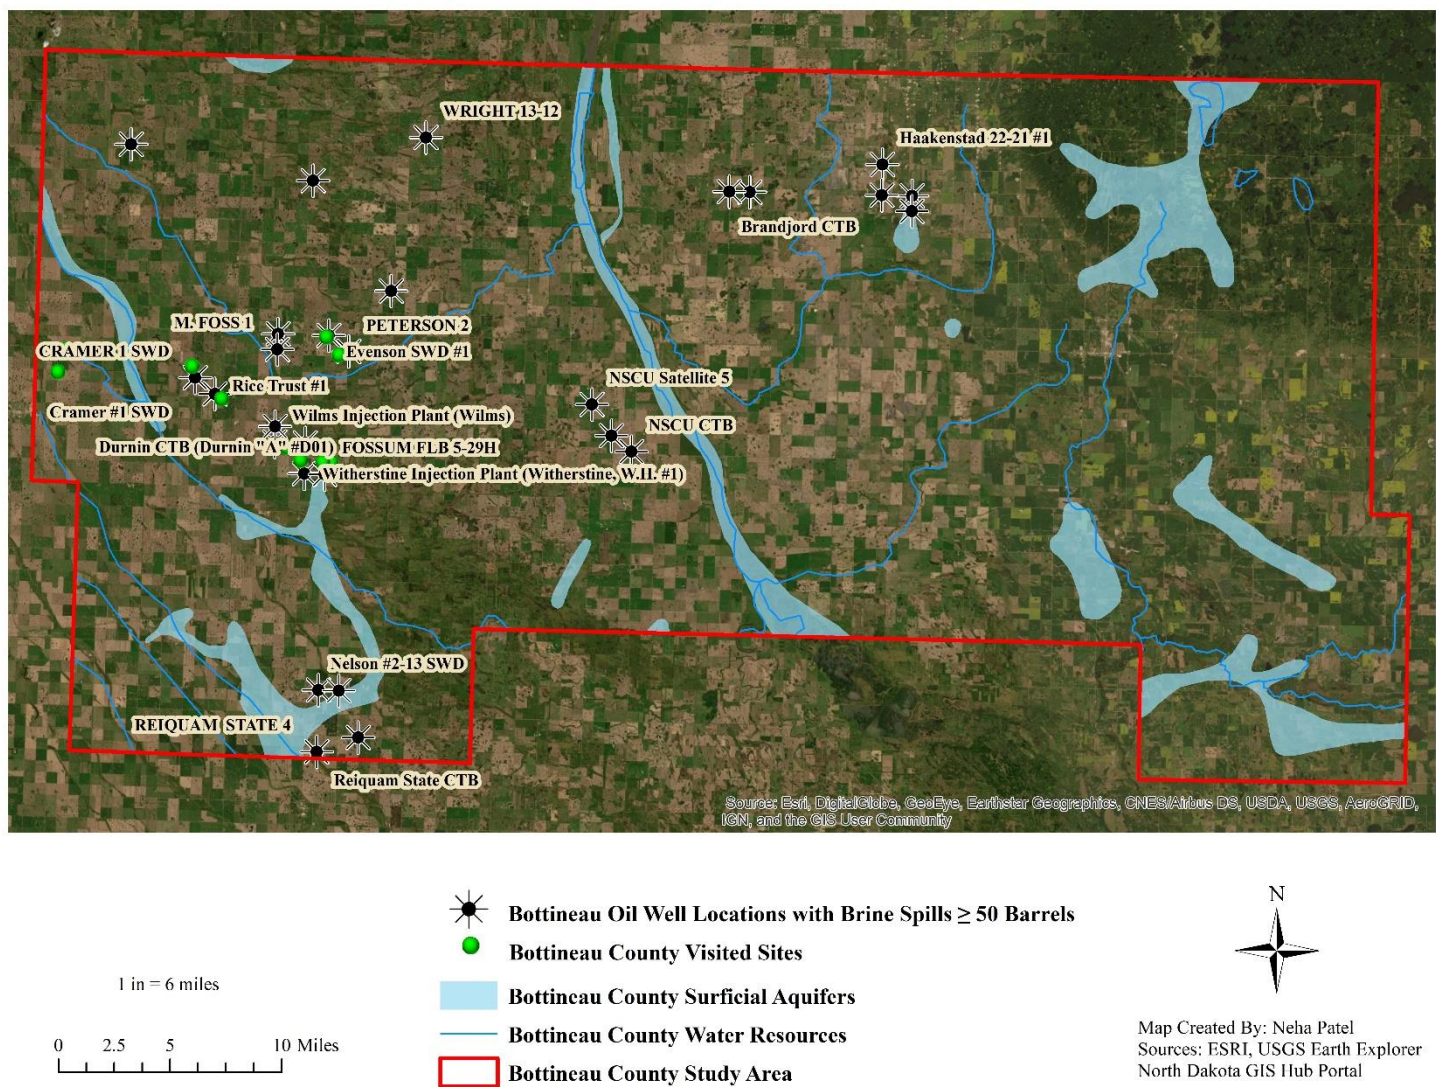 WRIGHT 13-12
Haakenstad 22-21 #1
Brandjord CTB
M. FOSS 1
PETERSON 2
CRAMER 1 SWD
Evenson SWD #1
Rice Trust #1
NSCU Satellite 5
Cramer #1 SWD
Wilms Injection Plant (Wilms)
NSCU CTB
Durnin CTB (Durnin "A" #D01)
FOSSUM FLB 5-29H
Witherstine Injection Plant (Witherstine, W.H. #1)
Nelson #2-13 SWD
REIQUAM STATE 4
Reiquam State CTB
Source: Esri, DigitalGlobe, GeoEye, Earthstar Geographics, CNES/Airbus DS, USDA, USGS, AeroGRID,
IGN, and the GIS User Community
Bottineau Oil Well Locations with Brine Spills ≥ 50 Barrels
Bottineau County Visited Sites
Bottineau County Surficial Aquifers
Bottineau County Water Resources
Bottineau County Study Area
1 in = 6 miles
0 2.5 5 10 Miles
N
Map Created By: Neha Patel
Sources: ESRI, USGS Earth Explorer
North Dakota GIS Hub Portal